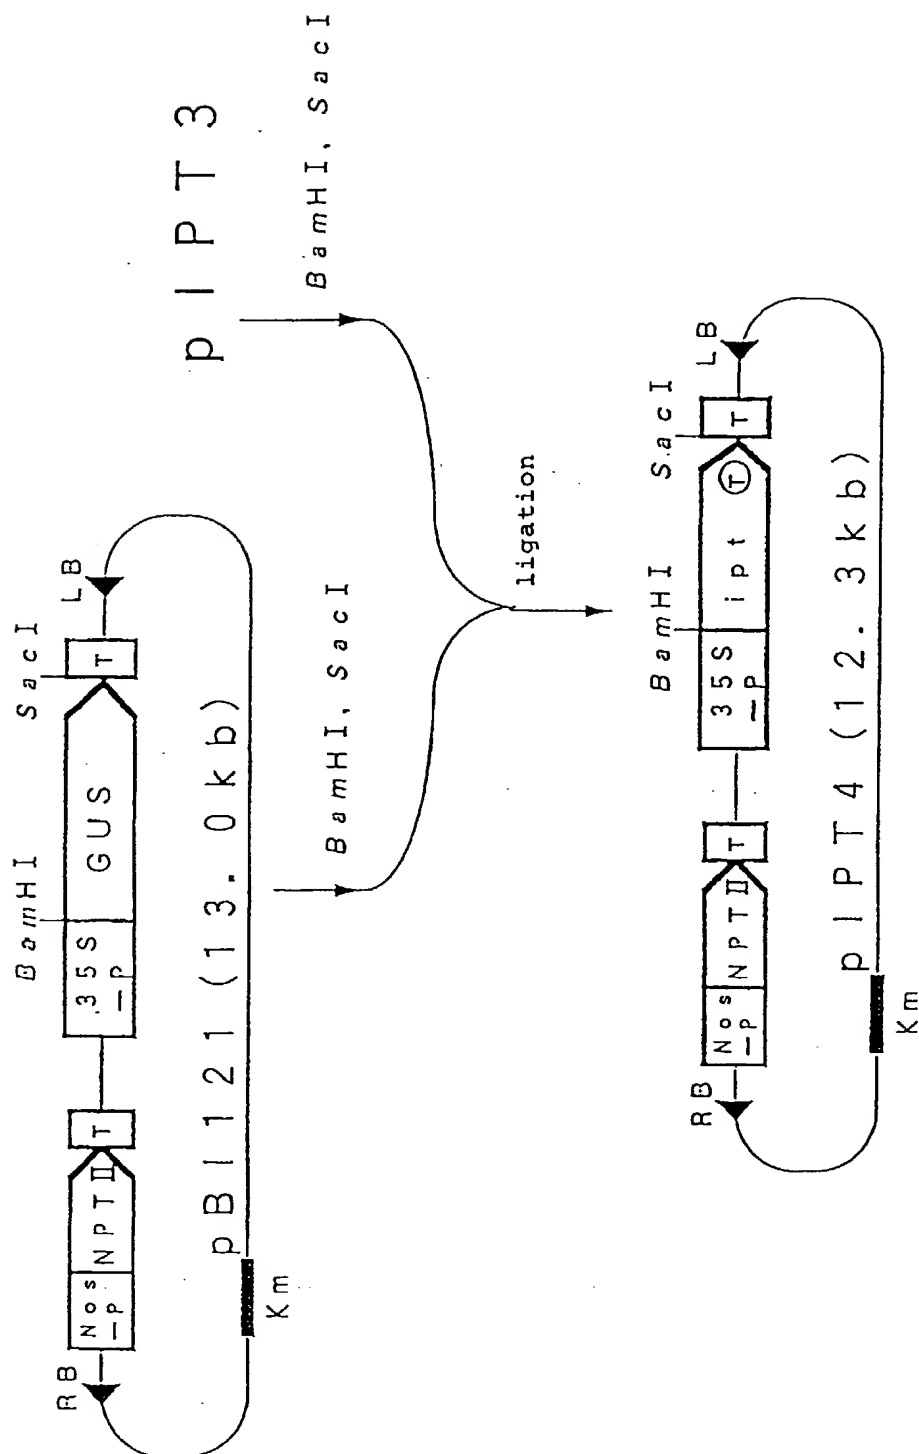 BamHI
SacI
RB
Nos
-P
NPTII
T
35S
-P
GUS
T
LB
pBI121 (13.0kb)
Km
pIPT3
BamHI, SacI
BamHI, SacI
ligation
BamHI
SacI
RB
Nos
-P
NPTII
T
35S
-P
ipt
T
T
LB
pIPT4 (12.3kb)
Km